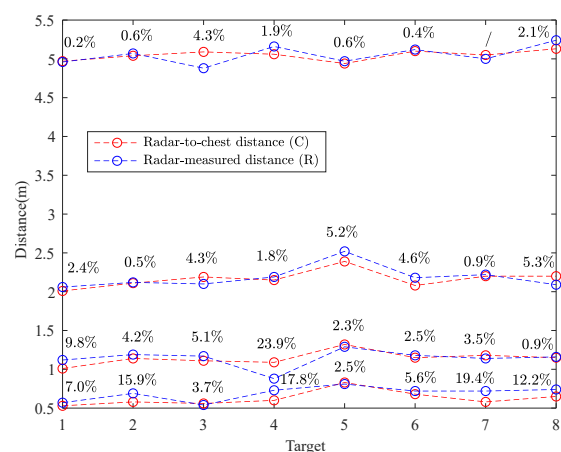 5.5
0.2% 0.6% 4.3% 1.9% 0.6% 0.4% / 2.1%
5
4.5
4
Radar-to-chest distance (C)
Radar-measured distance (R)
3.5
3
Distance(m)
2.5
2.4% 0.5% 4.3% 1.8% 5.2% 4.6% 0.9% 5.3%
2
1.5
9.8% 4.2% 5.1% 23.9% 2.3% 2.5% 3.5% 0.9%
1
7.0% 15.9% 3.7% 17.8% 2.5% 5.6% 19.4% 12.2%
0.5
1 2 3 4 5 6 7 8
Target